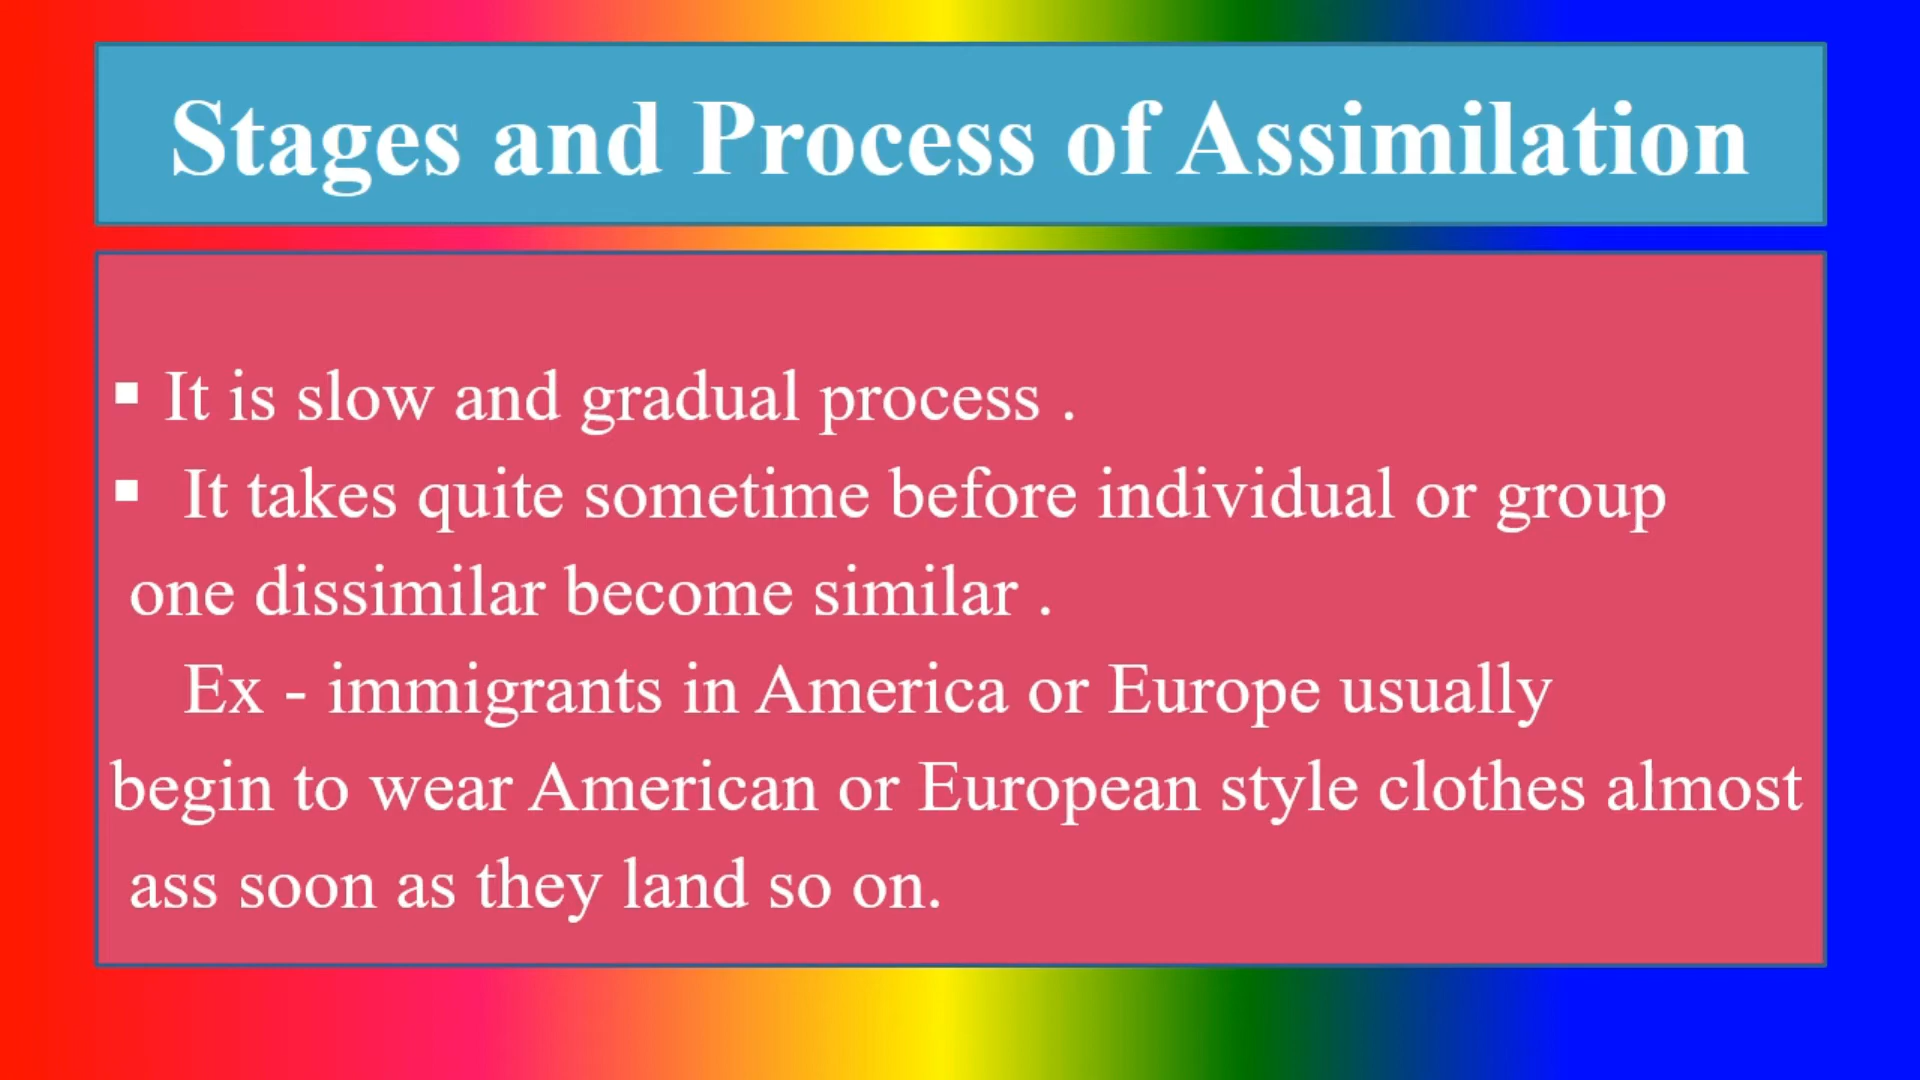 Stages and Process of Assimilation
▪ It is slow and gradual process .
▪ It takes quite sometime before individual or group
one dissimilar become similar .
Ex - immigrants in America or Europe usually
begin to wear American or European style clothes almost
ass soon as they land so on.